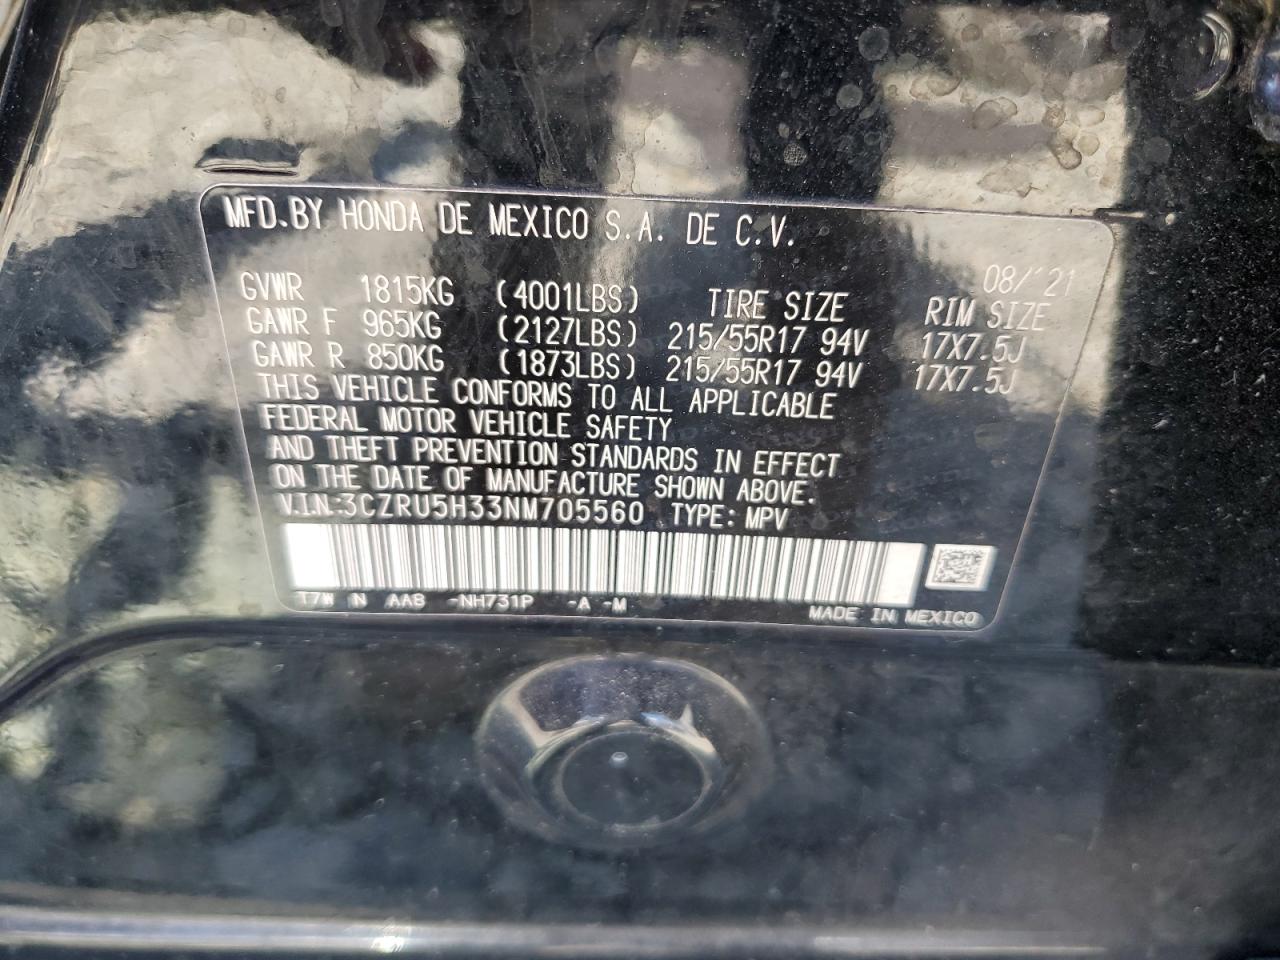 MFD.BY HONDA DE MEXICO S.A. DE C.V.
08/'21
GVWR 1815KG (4001LBS) TIRE SIZE RIM SIZE
GAWR F 965KG (2127LBS) 215/55R17 94V 17X7.5J
GAWR R 850KG (1873LBS) 215/55R17 94V 17X7.5J
THIS VEHICLE CONFORMS TO ALL APPLICABLE
FEDERAL MOTOR VEHICLE SAFETY
AND THEFT PREVENTION STANDARDS IN EFFECT
ON THE DATE OF MANUFACTURE SHOWN ABOVE.
V.I.N:3CZRU5H33NM705560 TYPE: MPV
T7W N AA8 -NH731P -A -M
MADE IN MEXICO